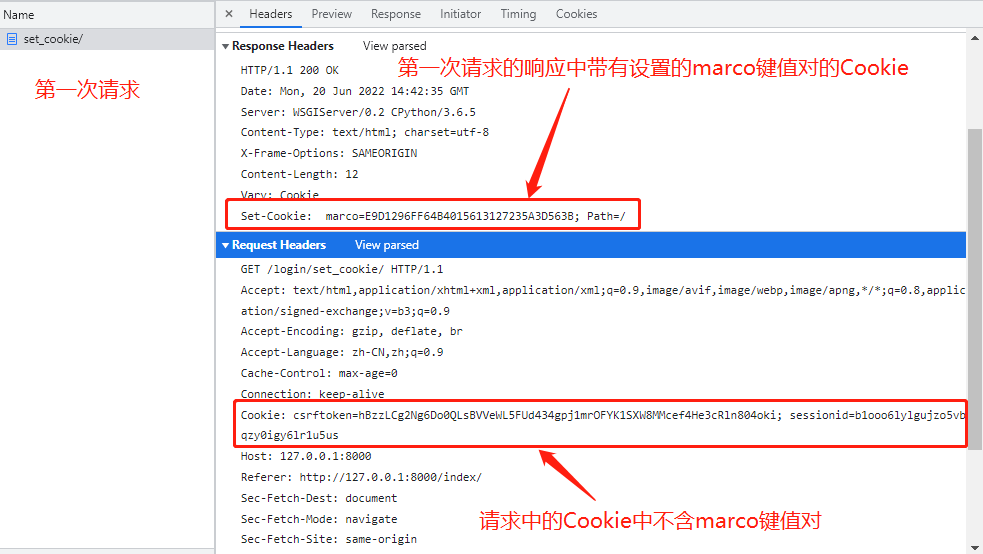 Name
× Headers Preview Response Initiator Timing Cookies
set_cookie/
第一次请求
▼Response Headers View parsed
第一次请求的响应中带有设置的marco键值对的Cookie
HTTP/1.1 200 OK
Date: Mon, 20 Jun 2022 14:42:35 GMT
Server: WSGIServer/0.2 CPython/3.6.5
Content-Type: text/html; charset=utf-8
X-Frame-Options: SAMEORIGIN
Content-Length: 12
Vary: Cookie
Set-Cookie: marco=E9D1296FF64B4015613127235A3D563B; Path=/
▼Request Headers View parsed
GET /login/set_cookie/ HTTP/1.1
Accept: text/html,application/xhtml+xml,application/xml;q=0.9,image/avif,image/webp,image/apng,*/*;q=0.8,applic
ation/signed-exchange;v=b3;q=0.9
Accept-Encoding: gzip, deflate, br
Accept-Language: zh-CN,zh;q=0.9
Cache-Control: max-age=0
Connection: keep-alive
Cookie: csrftoken=hBzzLCg2Ng6Do0QLsBVVeWL5FUd434gpj1mrOFYK1SXW8MMcef4He3cRln804oki; sessionid=b1ooo6lylgujzo5vb
qzy0igy6lr1u5us
Host: 127.0.0.1:8000
Referer: http://127.0.0.1:8000/index/
Sec-Fetch-Dest: document
Sec-Fetch-Mode: navigate
Sec-Fetch-Site: same-origin
请求中的Cookie中不含marco键值对